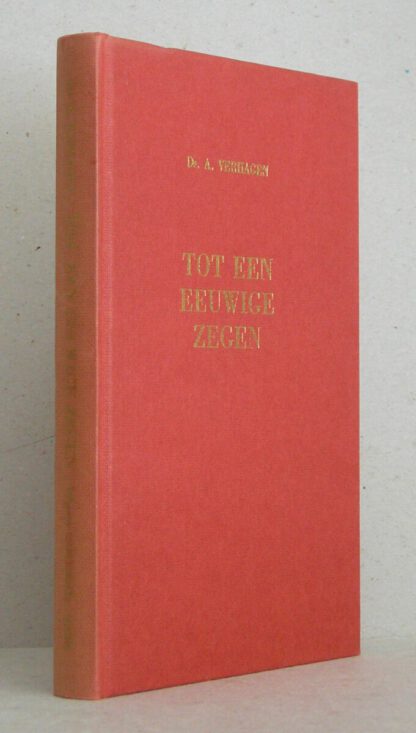 Ds. A. VERHAGEN
TOT EEN
EEUWIGE
ZEGEN